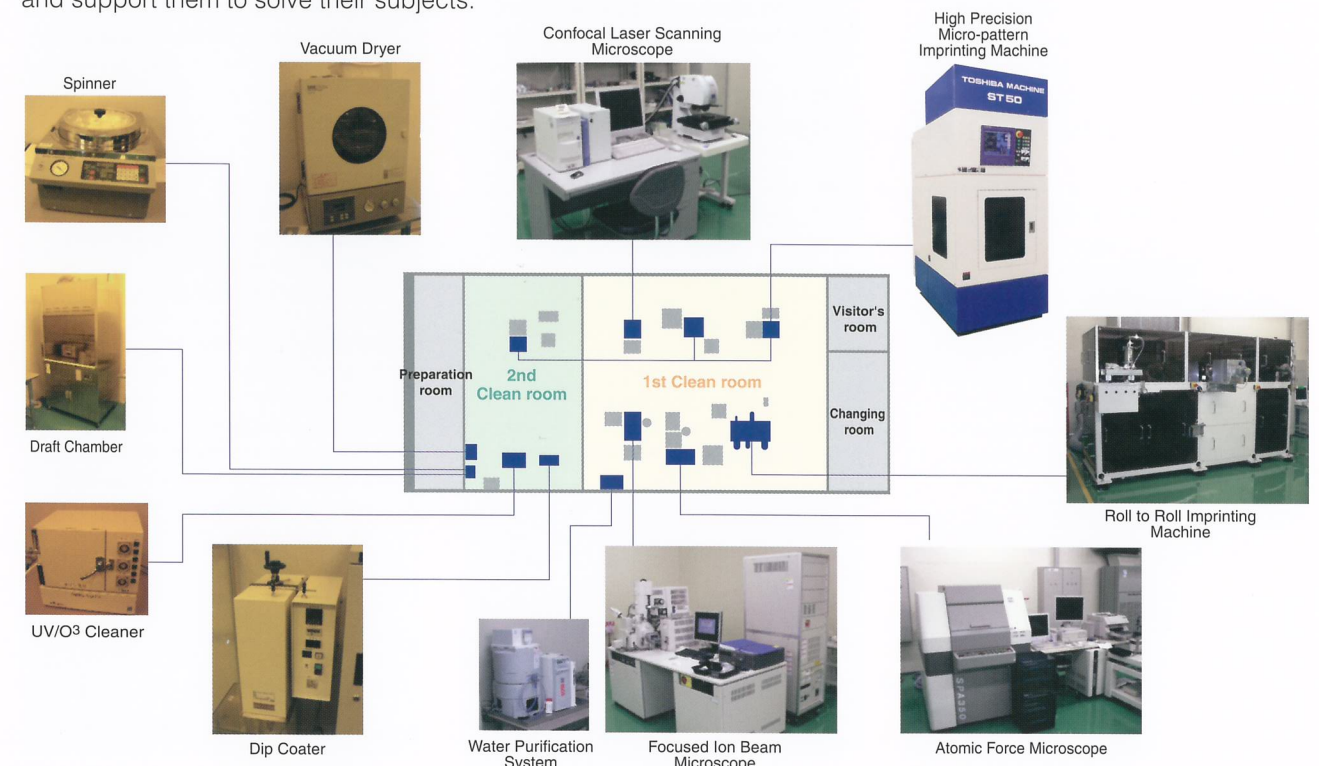 and support them to solve their subjects.
High Precision
Micro-pattern
Imprinting Machine
Confocal Laser Scanning
Microscope
Vacuum Dryer
Spinner
TOSHIBA MACHINE
ST50
Visitor's
room
Preparation
room
2nd
Clean room
1st Clean room
Changing
room
Draft Chamber
Roll to Roll Imprinting
Machine
UV/O3 Cleaner
SPA350
Dip Coater
Water Purification
System
Focused Ion Beam
Microscope
Atomic Force Microscope